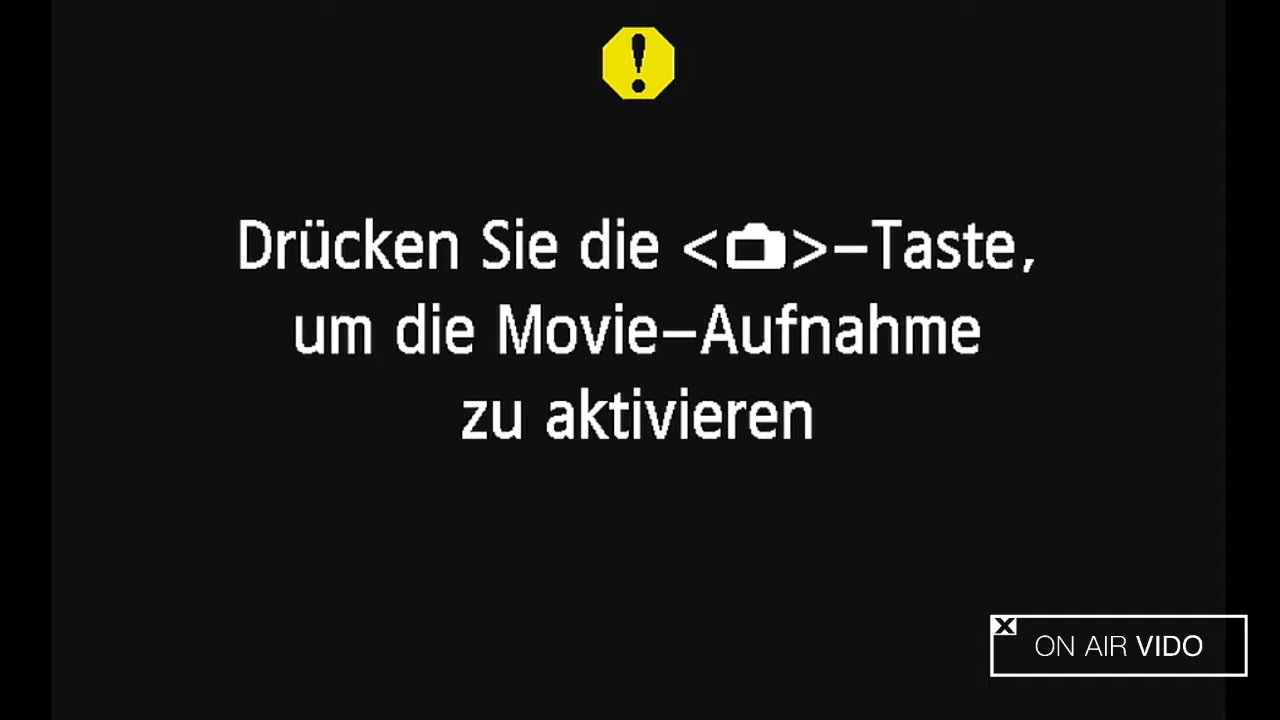 Drücken Sie die <📷>-Taste,
um die Movie-Aufnahme
zu aktivieren
X
ON AIR VIDO